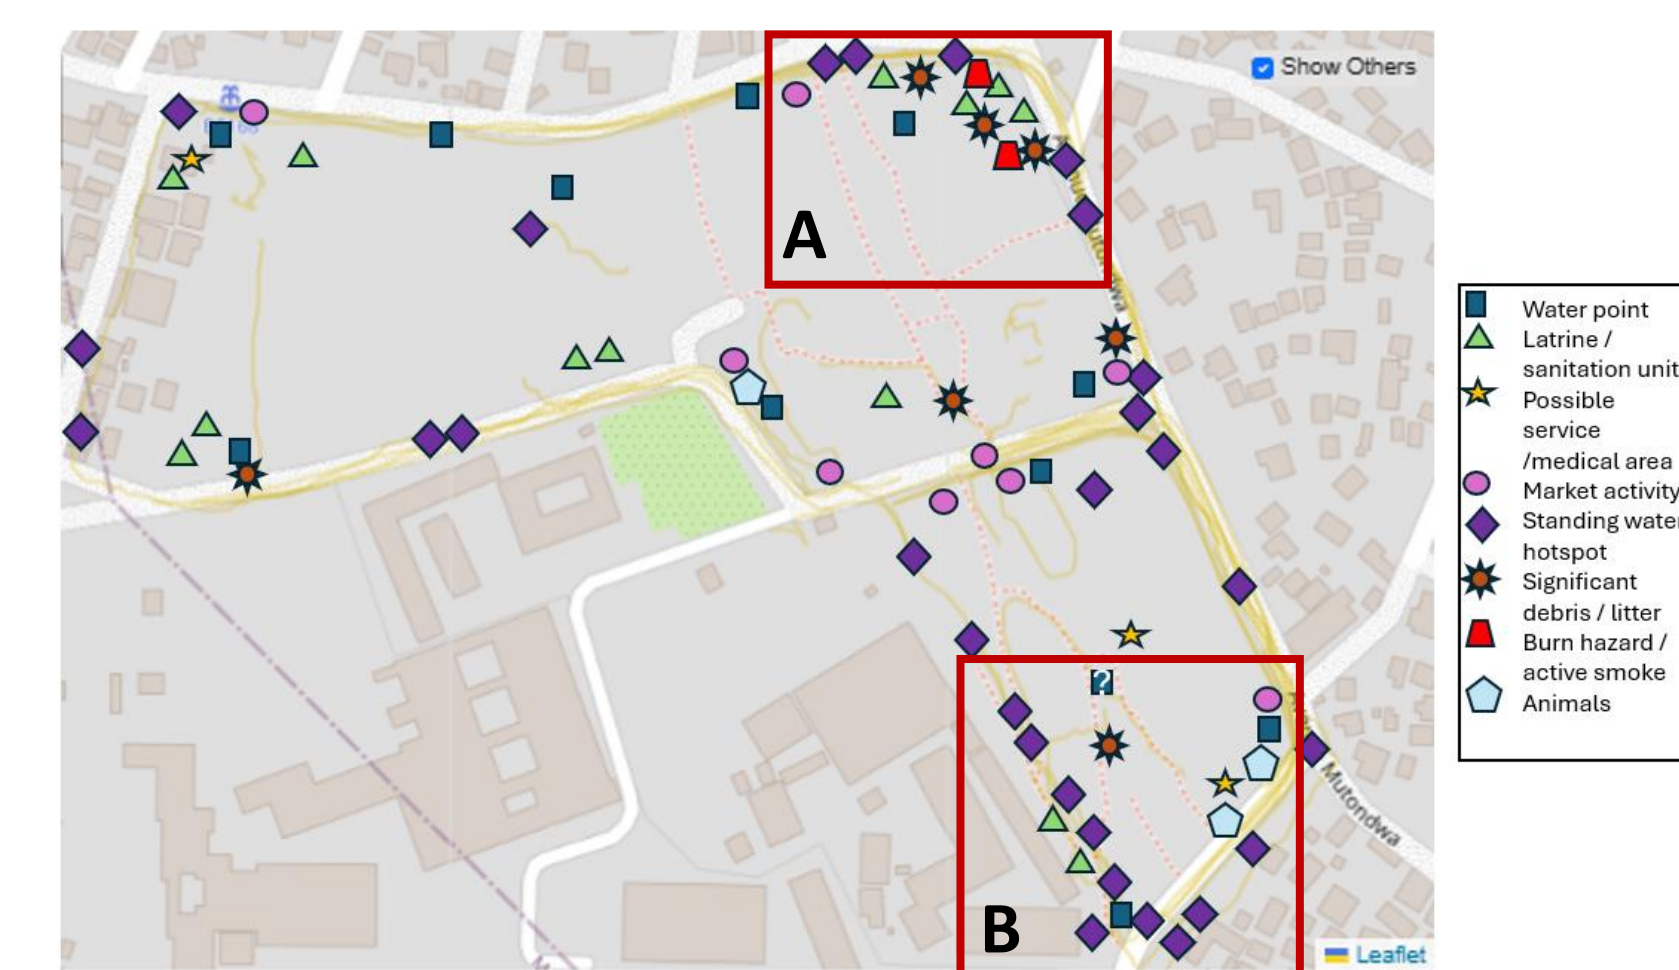 Show Others
A
Mutondwa
B
?
Mutondwa
Leaflet
Water point
Latrine /
sanitation unit
Possible
service
/medical area
Market activity
Standing water
hotspot
Significant
debris / litter
Burn hazard /
active smoke
Animals